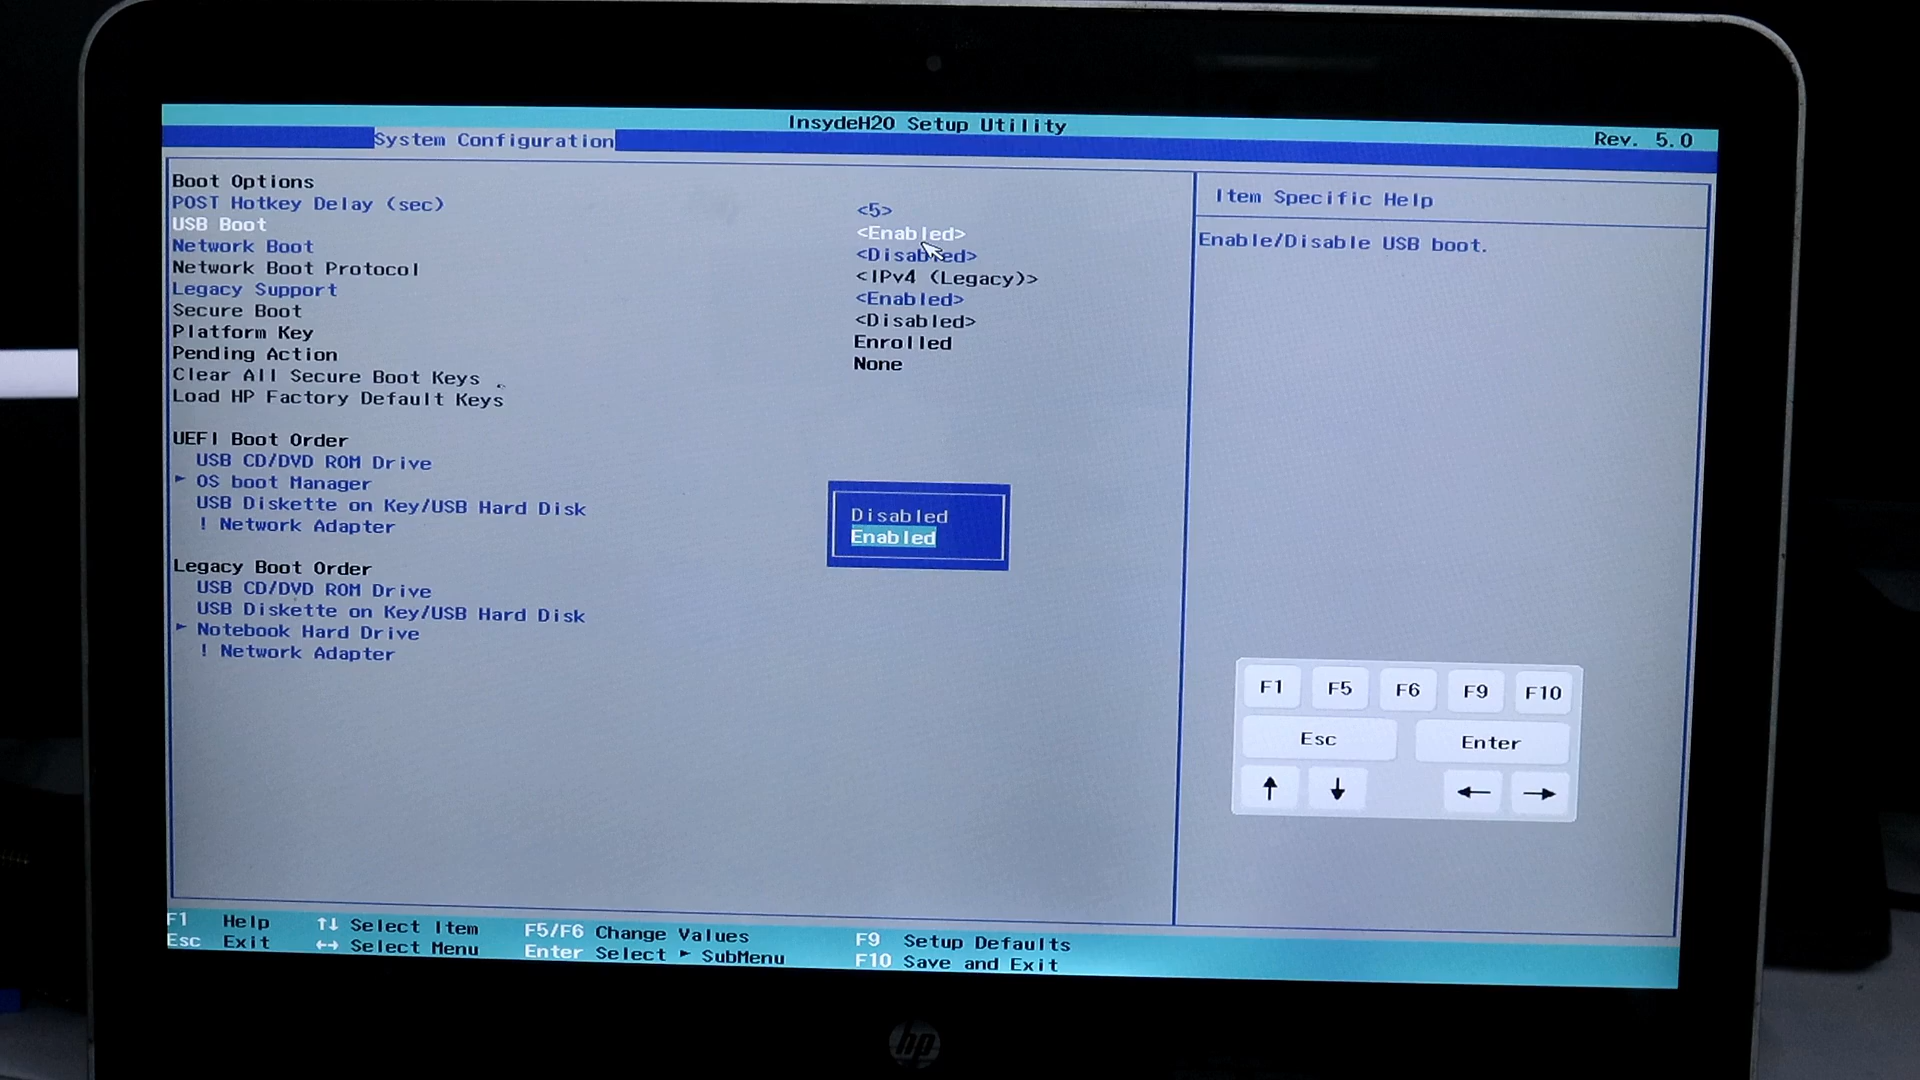 InsydeH20 Setup Utility
Rev. 5.0
System Configuration
Boot Options
POST Hotkey Delay (sec) <5>
USB Boot <Enabled>
Network Boot <Disabled>
Network Boot Protocol <IPv4 (Legacy)>
Legacy Support <Enabled>
Secure Boot <Disabled>
Platform Key Enrolled
Pending Action None
Clear All Secure Boot Keys
Load HP Factory Default Keys
UEFI Boot Order
USB CD/DVD ROM Drive
► OS boot Manager
USB Diskette on Key/USB Hard Disk
! Network Adapter
Legacy Boot Order
USB CD/DVD ROM Drive
USB Diskette on Key/USB Hard Disk
► Notebook Hard Drive
! Network Adapter
Disabled
Enabled
Item Specific Help
Enable/Disable USB boot.
F1 F5 F6 F9 F10
Esc Enter
↑ ↓ ← →
F1 Help ↑↓ Select Item F5/F6 Change Values F9 Setup Defaults
Esc Exit ↔ Select Menu Enter Select ► SubMenu F10 Save and Exit
hp